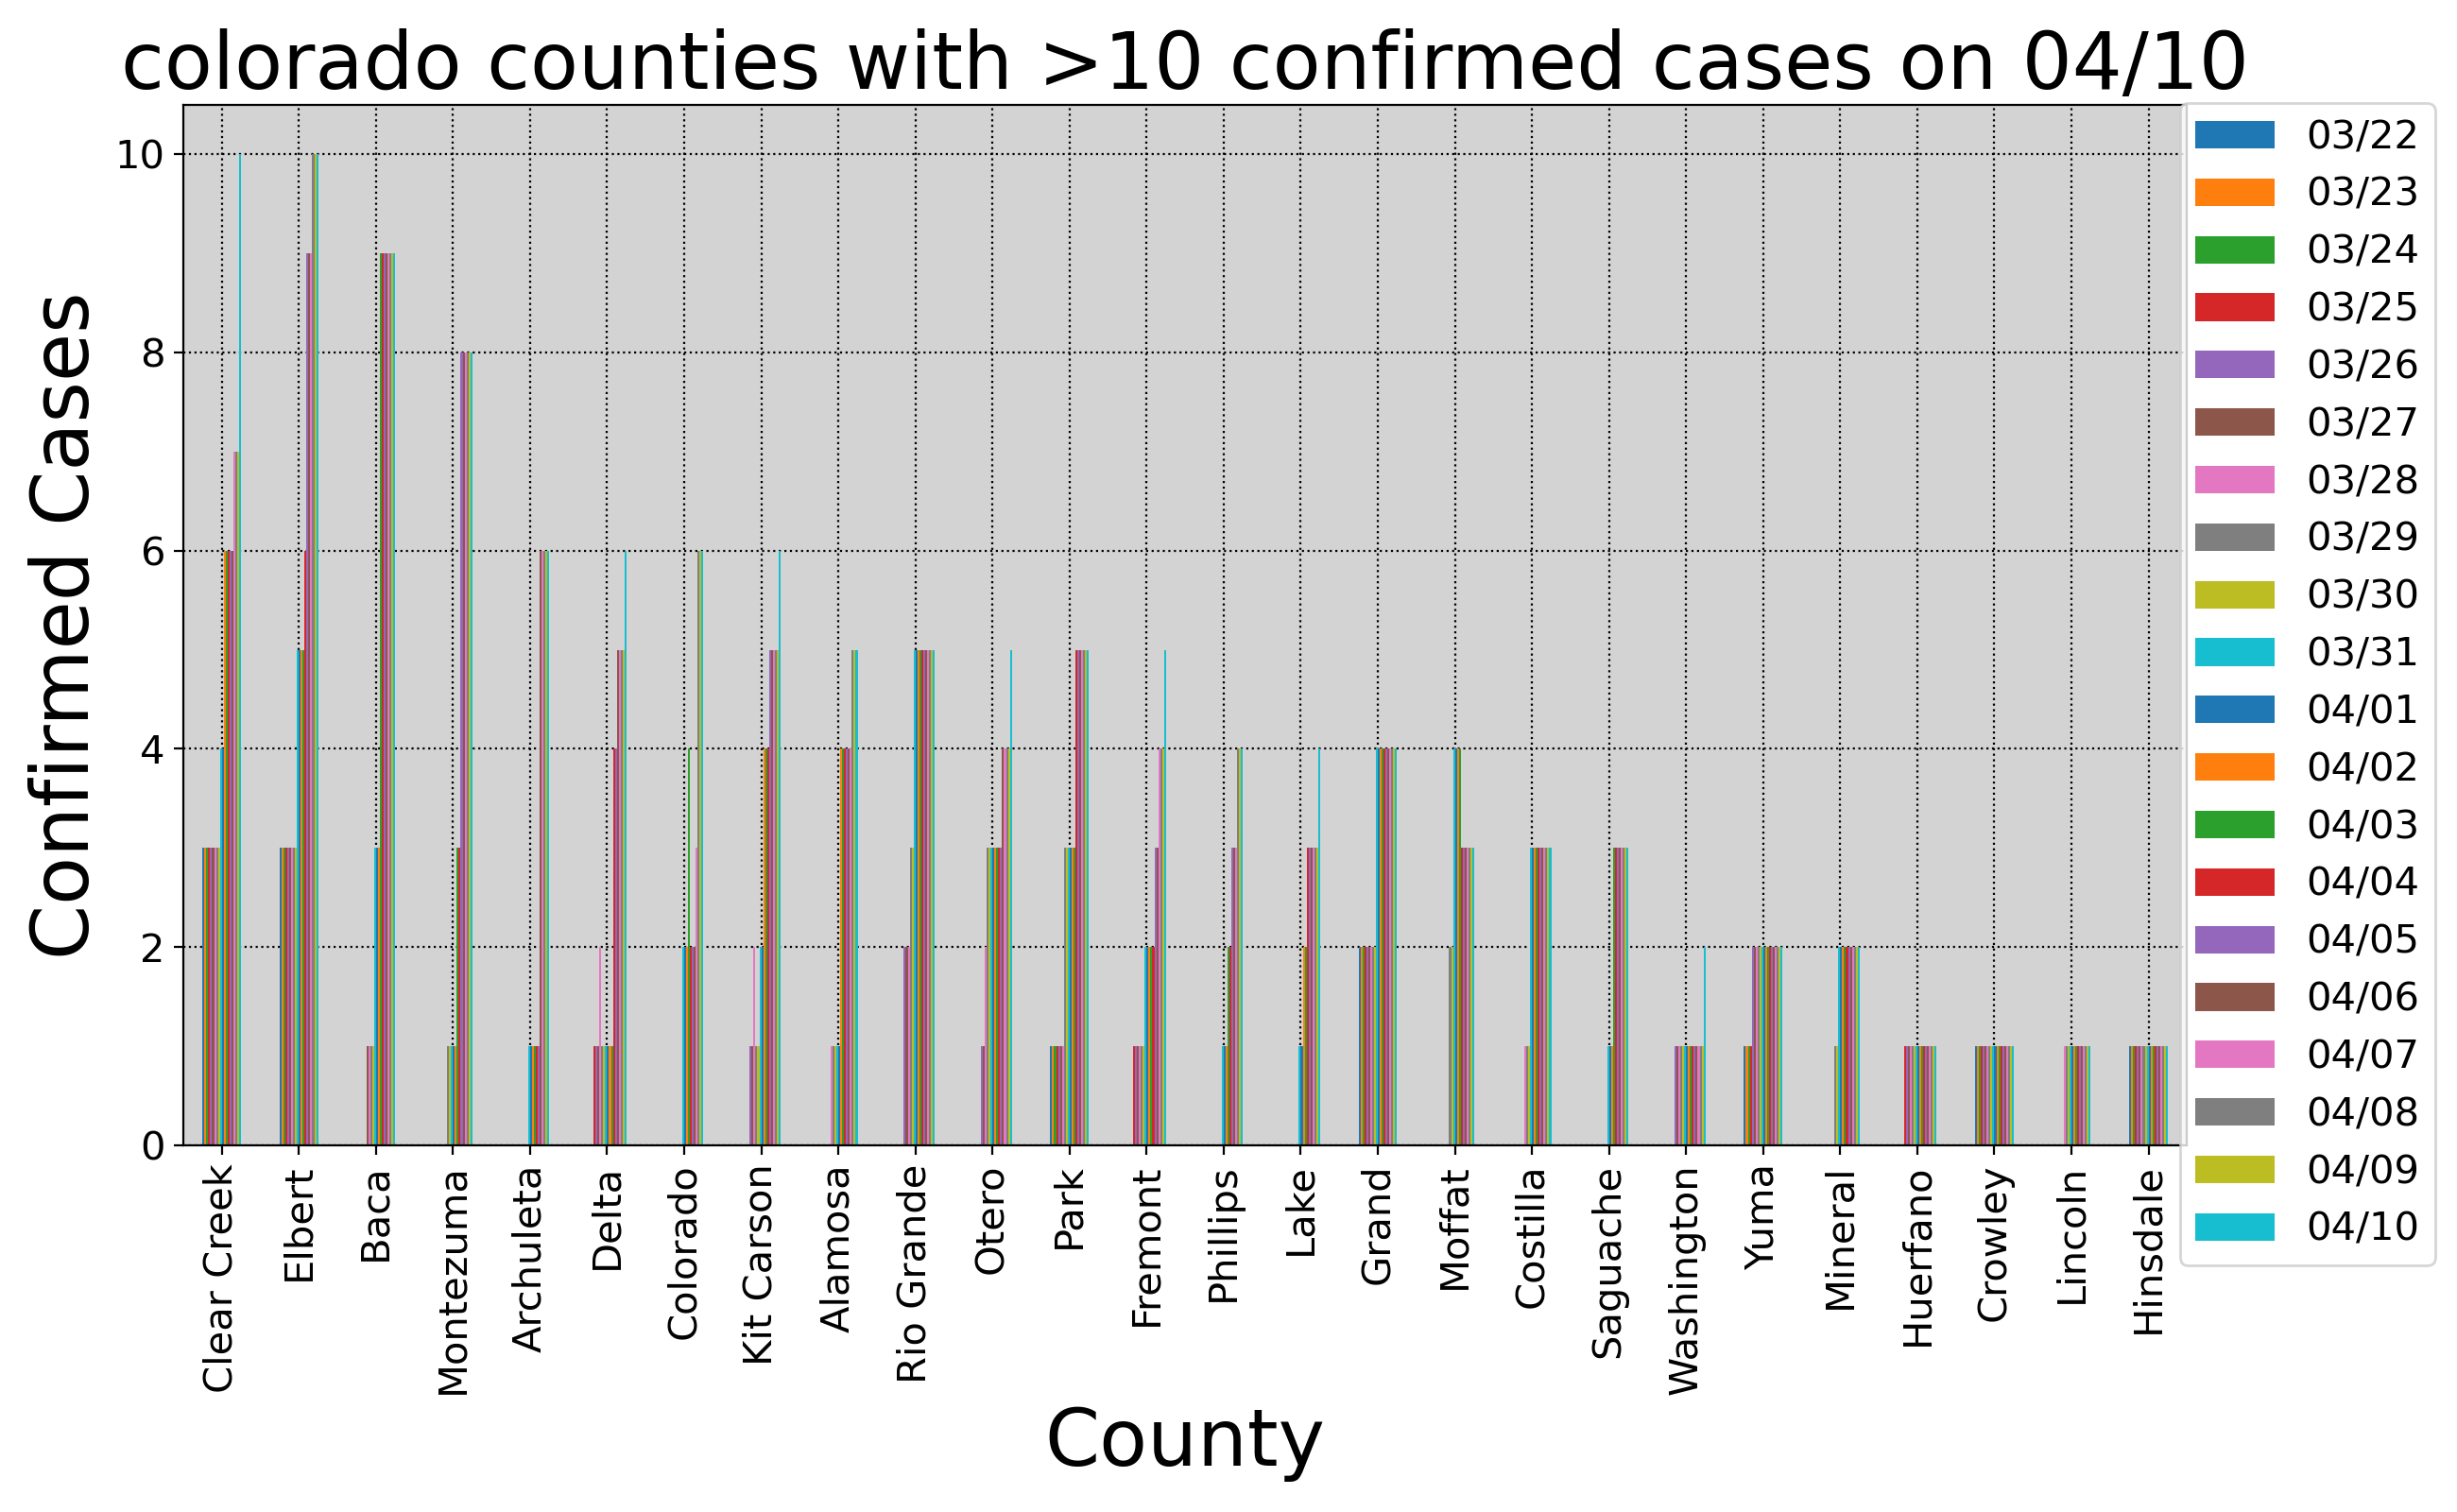 colorado counties with >10 confirmed cases on 04/10
Confirmed Cases
10
8
6
4
2
0
Clear Creek
Elbert
Baca
Montezuma
Archuleta
Delta
Colorado
Kit Carson
Alamosa
Rio Grande
Otero
Park
Fremont
Phillips
Lake
Grand
Moffat
Costilla
Saguache
Washington
Yuma
Mineral
Huerfano
Crowley
Lincoln
Hinsdale
County
03/22
03/23
03/24
03/25
03/26
03/27
03/28
03/29
03/30
03/31
04/01
04/02
04/03
04/04
04/05
04/06
04/07
04/08
04/09
04/10